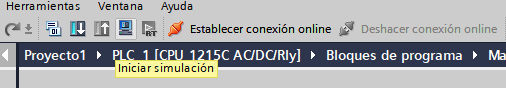 Herramientas Ventana Ayuda
Establecer conexión online Deshacer conexión online
Proyecto1 PLC_1 [CPU 1215C AC/DC/Rly] Bloques de programa Ma
Iniciar simulación